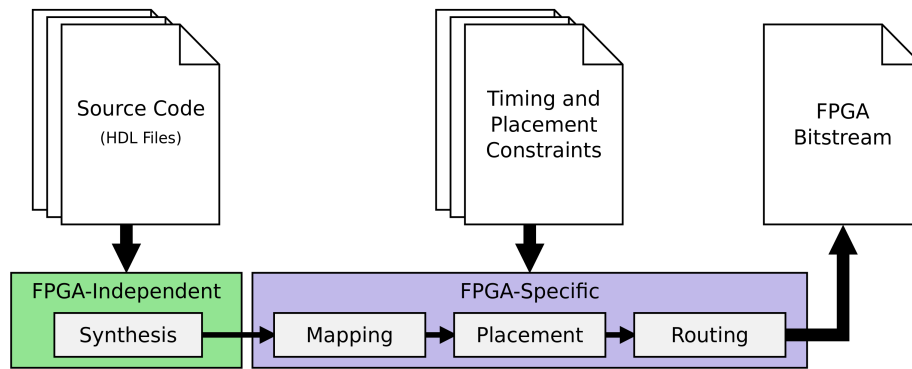 Source Code
(HDL Files)
Timing and
Placement
Constraints
FPGA
Bitstream
FPGA-Independent
FPGA-Specific
Synthesis
Mapping
Placement
Routing